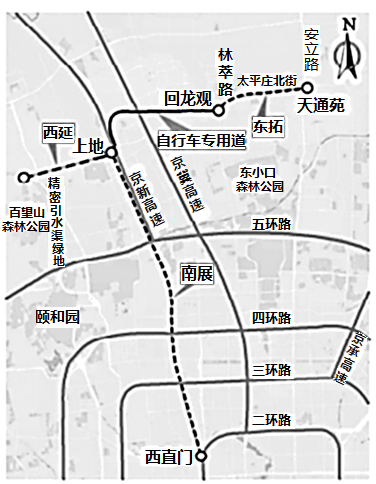 N
安立路
林萃路
太平庄北街
天通苑
回龙观
东拓
西延
自行车专用道
上地
东小口
森林公园
京新高速
京冀高速
百里山
森林公园
精密引水渠绿地
五环路
南展
颐和园
四环路
京承高速
三环路
二环路
西直门